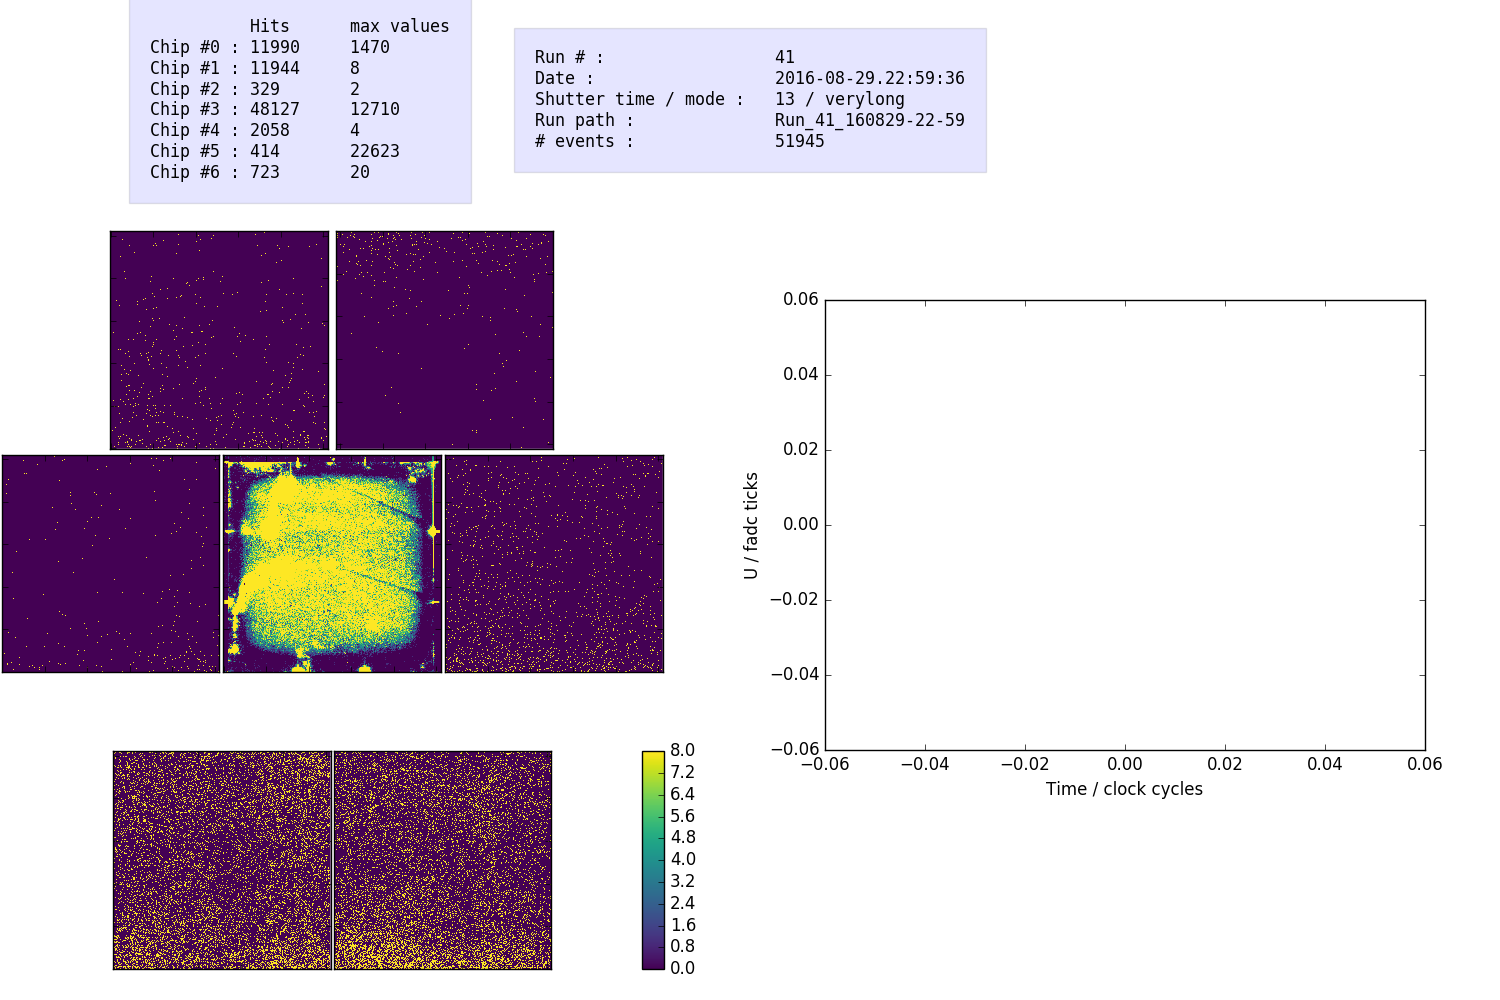 Hits max values
Chip #0 : 11990 1470
Chip #1 : 11944 8
Chip #2 : 329 2
Chip #3 : 48127 12710
Chip #4 : 2058 4
Chip #5 : 414 22623
Chip #6 : 723 20
Run # : 41
Date : 2016-08-29.22:59:36
Shutter time / mode : 13 / verylong
Run path : Run_41_160829-22-59
# events : 51945
0.06
0.04
0.02
0.00
−0.02
−0.04
−0.06
U / fadc ticks
−0.06 −0.04 −0.02 0.00 0.02 0.04 0.06
Time / clock cycles
8.0
7.2
6.4
5.6
4.8
4.0
3.2
2.4
1.6
0.8
0.0